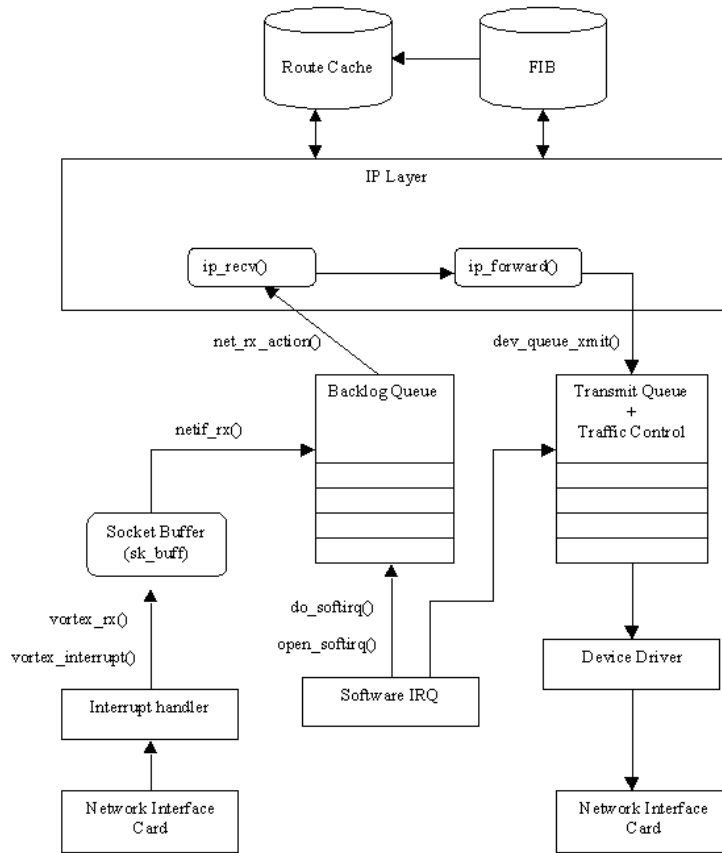 Route Cache
FIB
IP Layer
ip_recv()
ip_forward()
net_rx_action()
dev_queue_xmit()
Backlog Queue
Transmit Queue
+
Traffic Control
netif_rx()
Socket Buffer
(sk_buff)
vortex_rx()
vortex_interrupt()
do_softirq()
open_softirq()
Device Driver
Interrupt handler
Software IRQ
Network Interface
Card
Network Interface
Card